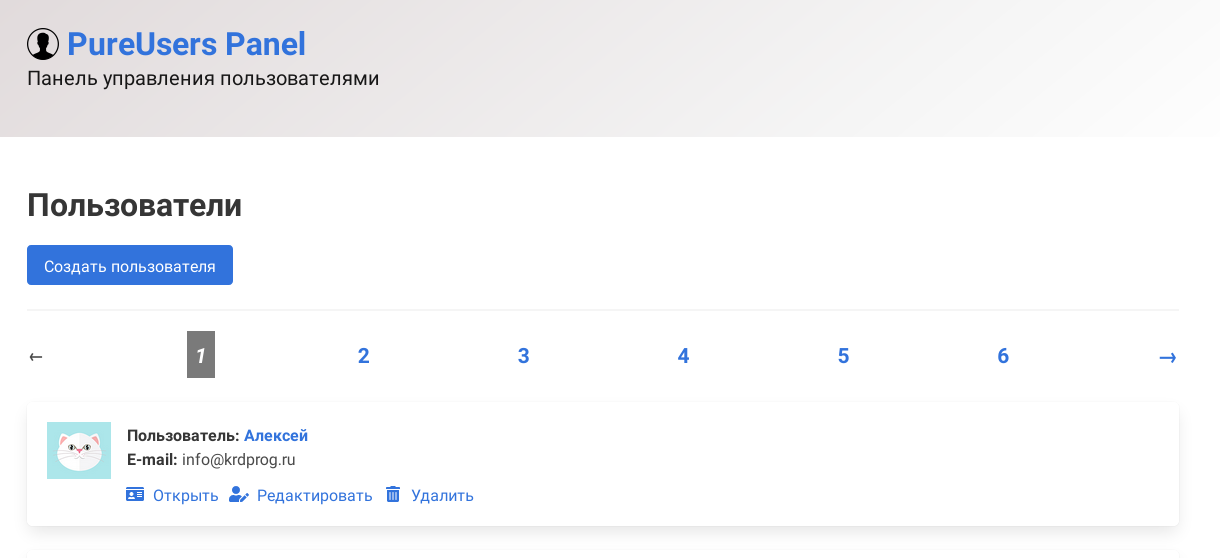 PureUsers Panel
Панель управления пользователями
Пользователи
Создать пользователя
← 1 2 3 4 5 6 →
Пользователь: Алексей
E-mail: info@krdprog.ru
Открыть Редактировать Удалить